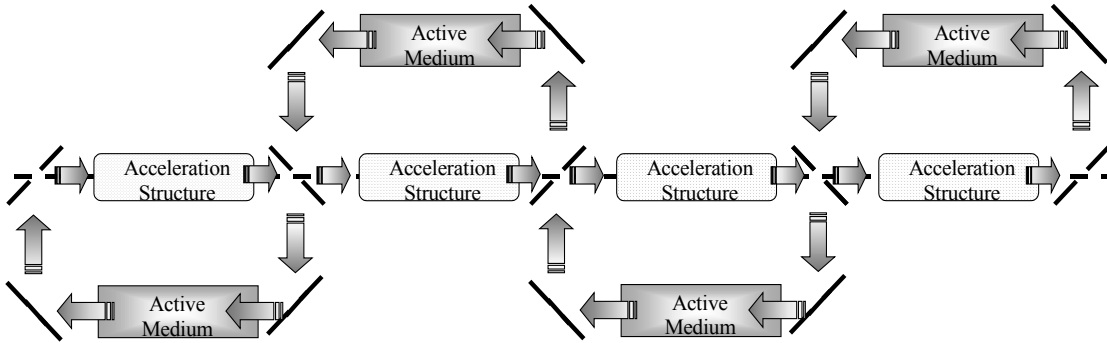 Active
Medium
Active
Medium
Acceleration
Structure
Acceleration
Structure
Acceleration
Structure
Acceleration
Structure
Active
Medium
Active
Medium